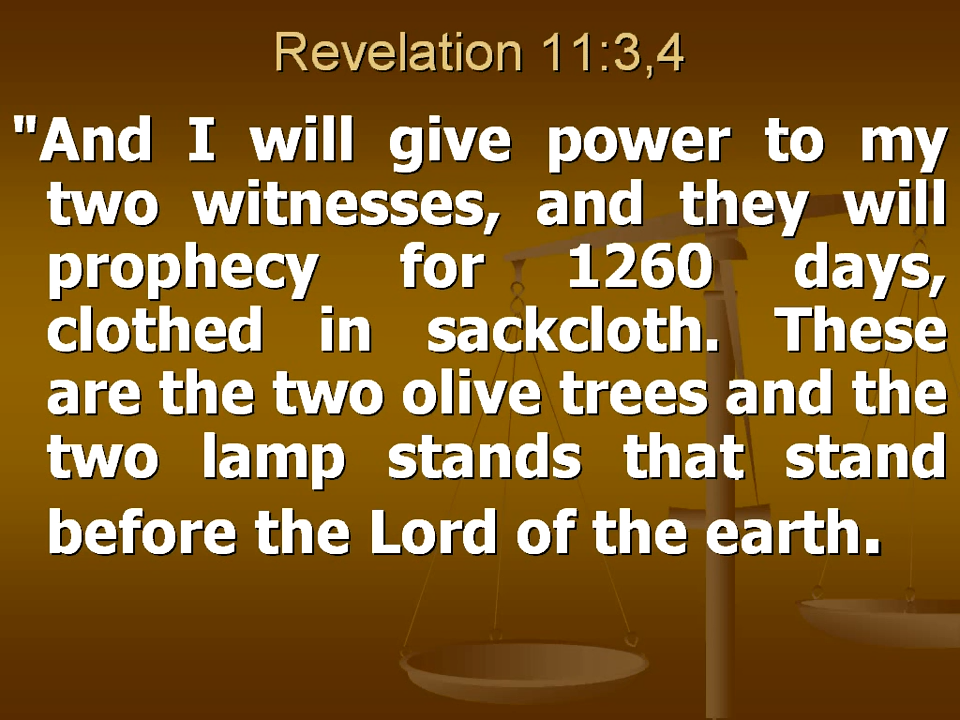 Revelation 11:3,4
"And I will give power to my
two witnesses, and they will
prophecy for 1260 days,
clothed in sackcloth. These
are the two olive trees and the
two lamp stands that stand
before the Lord of the earth.